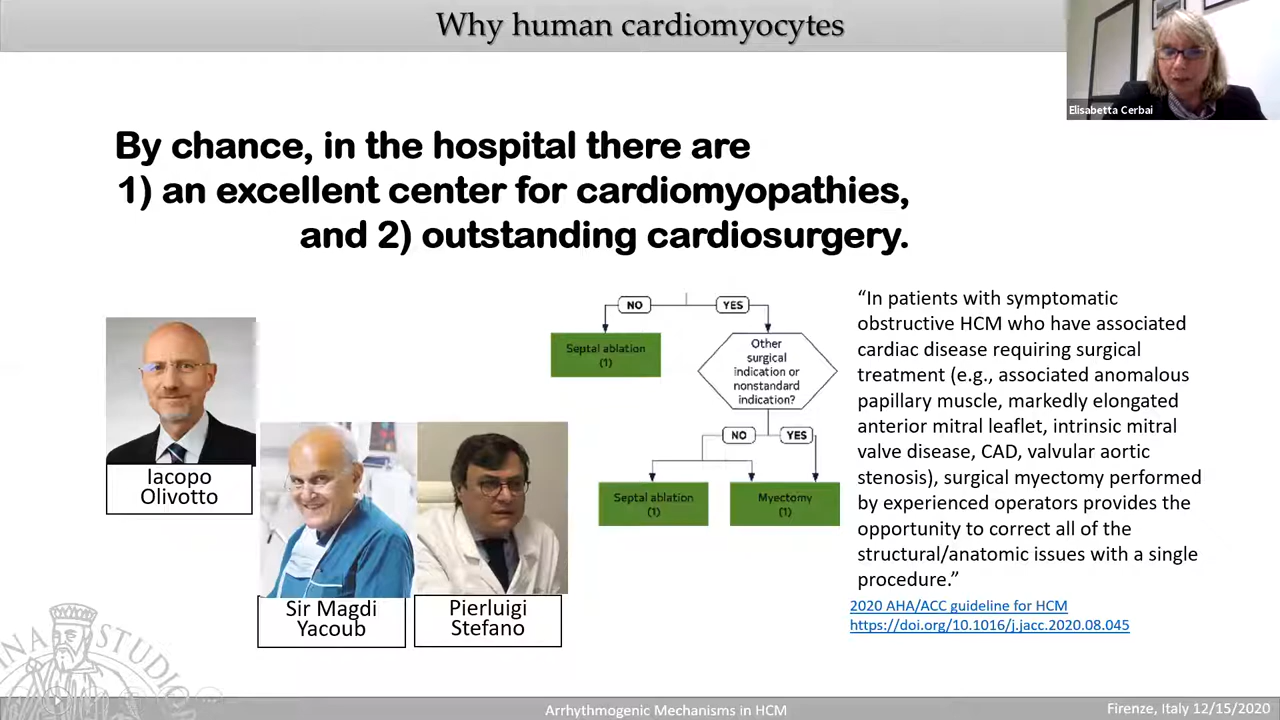 Why human cardiomyocytes
Elisabetta Cerbai
By chance, in the hospital there are
1) an excellent center for cardiomyopathies,
and 2) outstanding cardiosurgery.
Iacopo
Olivotto
Sir Magdi
Yacoub
Pierluigi
Stefano
NO
YES
Septal ablation
(1)
Other
surgical
indication or
nonstandard
indication?
NO
YES
Septal ablation
(1)
Myectomy
(1)
“In patients with symptomatic
obstructive HCM who have associated
cardiac disease requiring surgical
treatment (e.g., associated anomalous
papillary muscle, markedly elongated
anterior mitral leaflet, intrinsic mitral
valve disease, CAD, valvular aortic
stenosis), surgical myectomy performed
by experienced operators provides the
opportunity to correct all of the
structural/anatomic issues with a single
procedure.”
2020 AHA/ACC guideline for HCM
https://doi.org/10.1016/j.jacc.2020.08.045
INA STUDIO
Arrhythmogenic Mechanisms in HCM
Firenze, Italy 12/15/2020